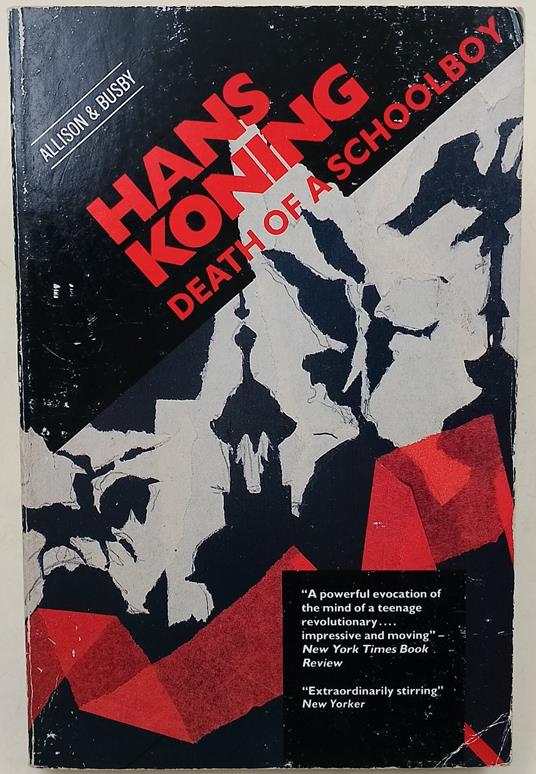 ALLISON & BUSBY
HANS
KONING
DEATH OF A SCHOOLBOY
“A powerful evocation of
the mind of a teenage
revolutionary....
impressive and moving”
New York Times Book
Review
“Extraordinarily stirring”
New Yorker